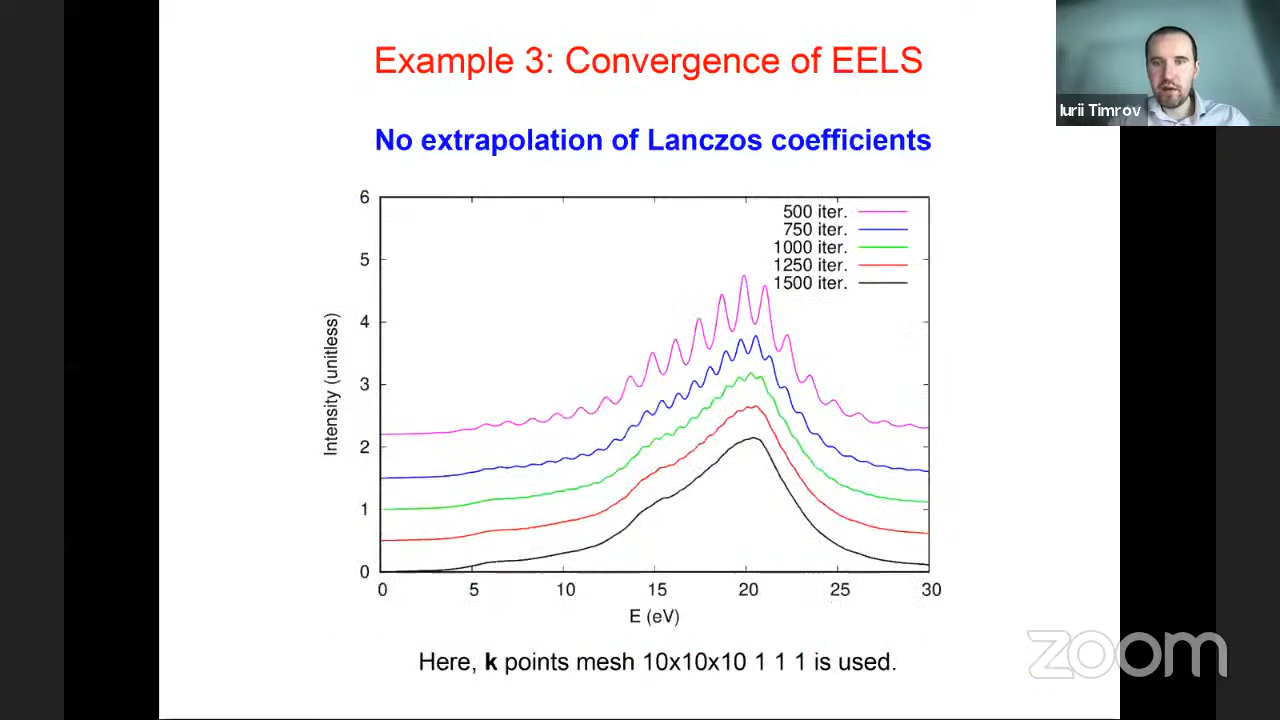 Example 3: Convergence of EELS
Iurii Timrov
No extrapolation of Lanczos coefficients
6
5
4
3
2
1
0
Intensity (unitless)
500 iter.
750 iter.
1000 iter.
1250 iter.
1500 iter.
0 5 10 15 20 25 30
E (eV)
Here, k points mesh 10x10x10 1 1 1 is used.
zoom